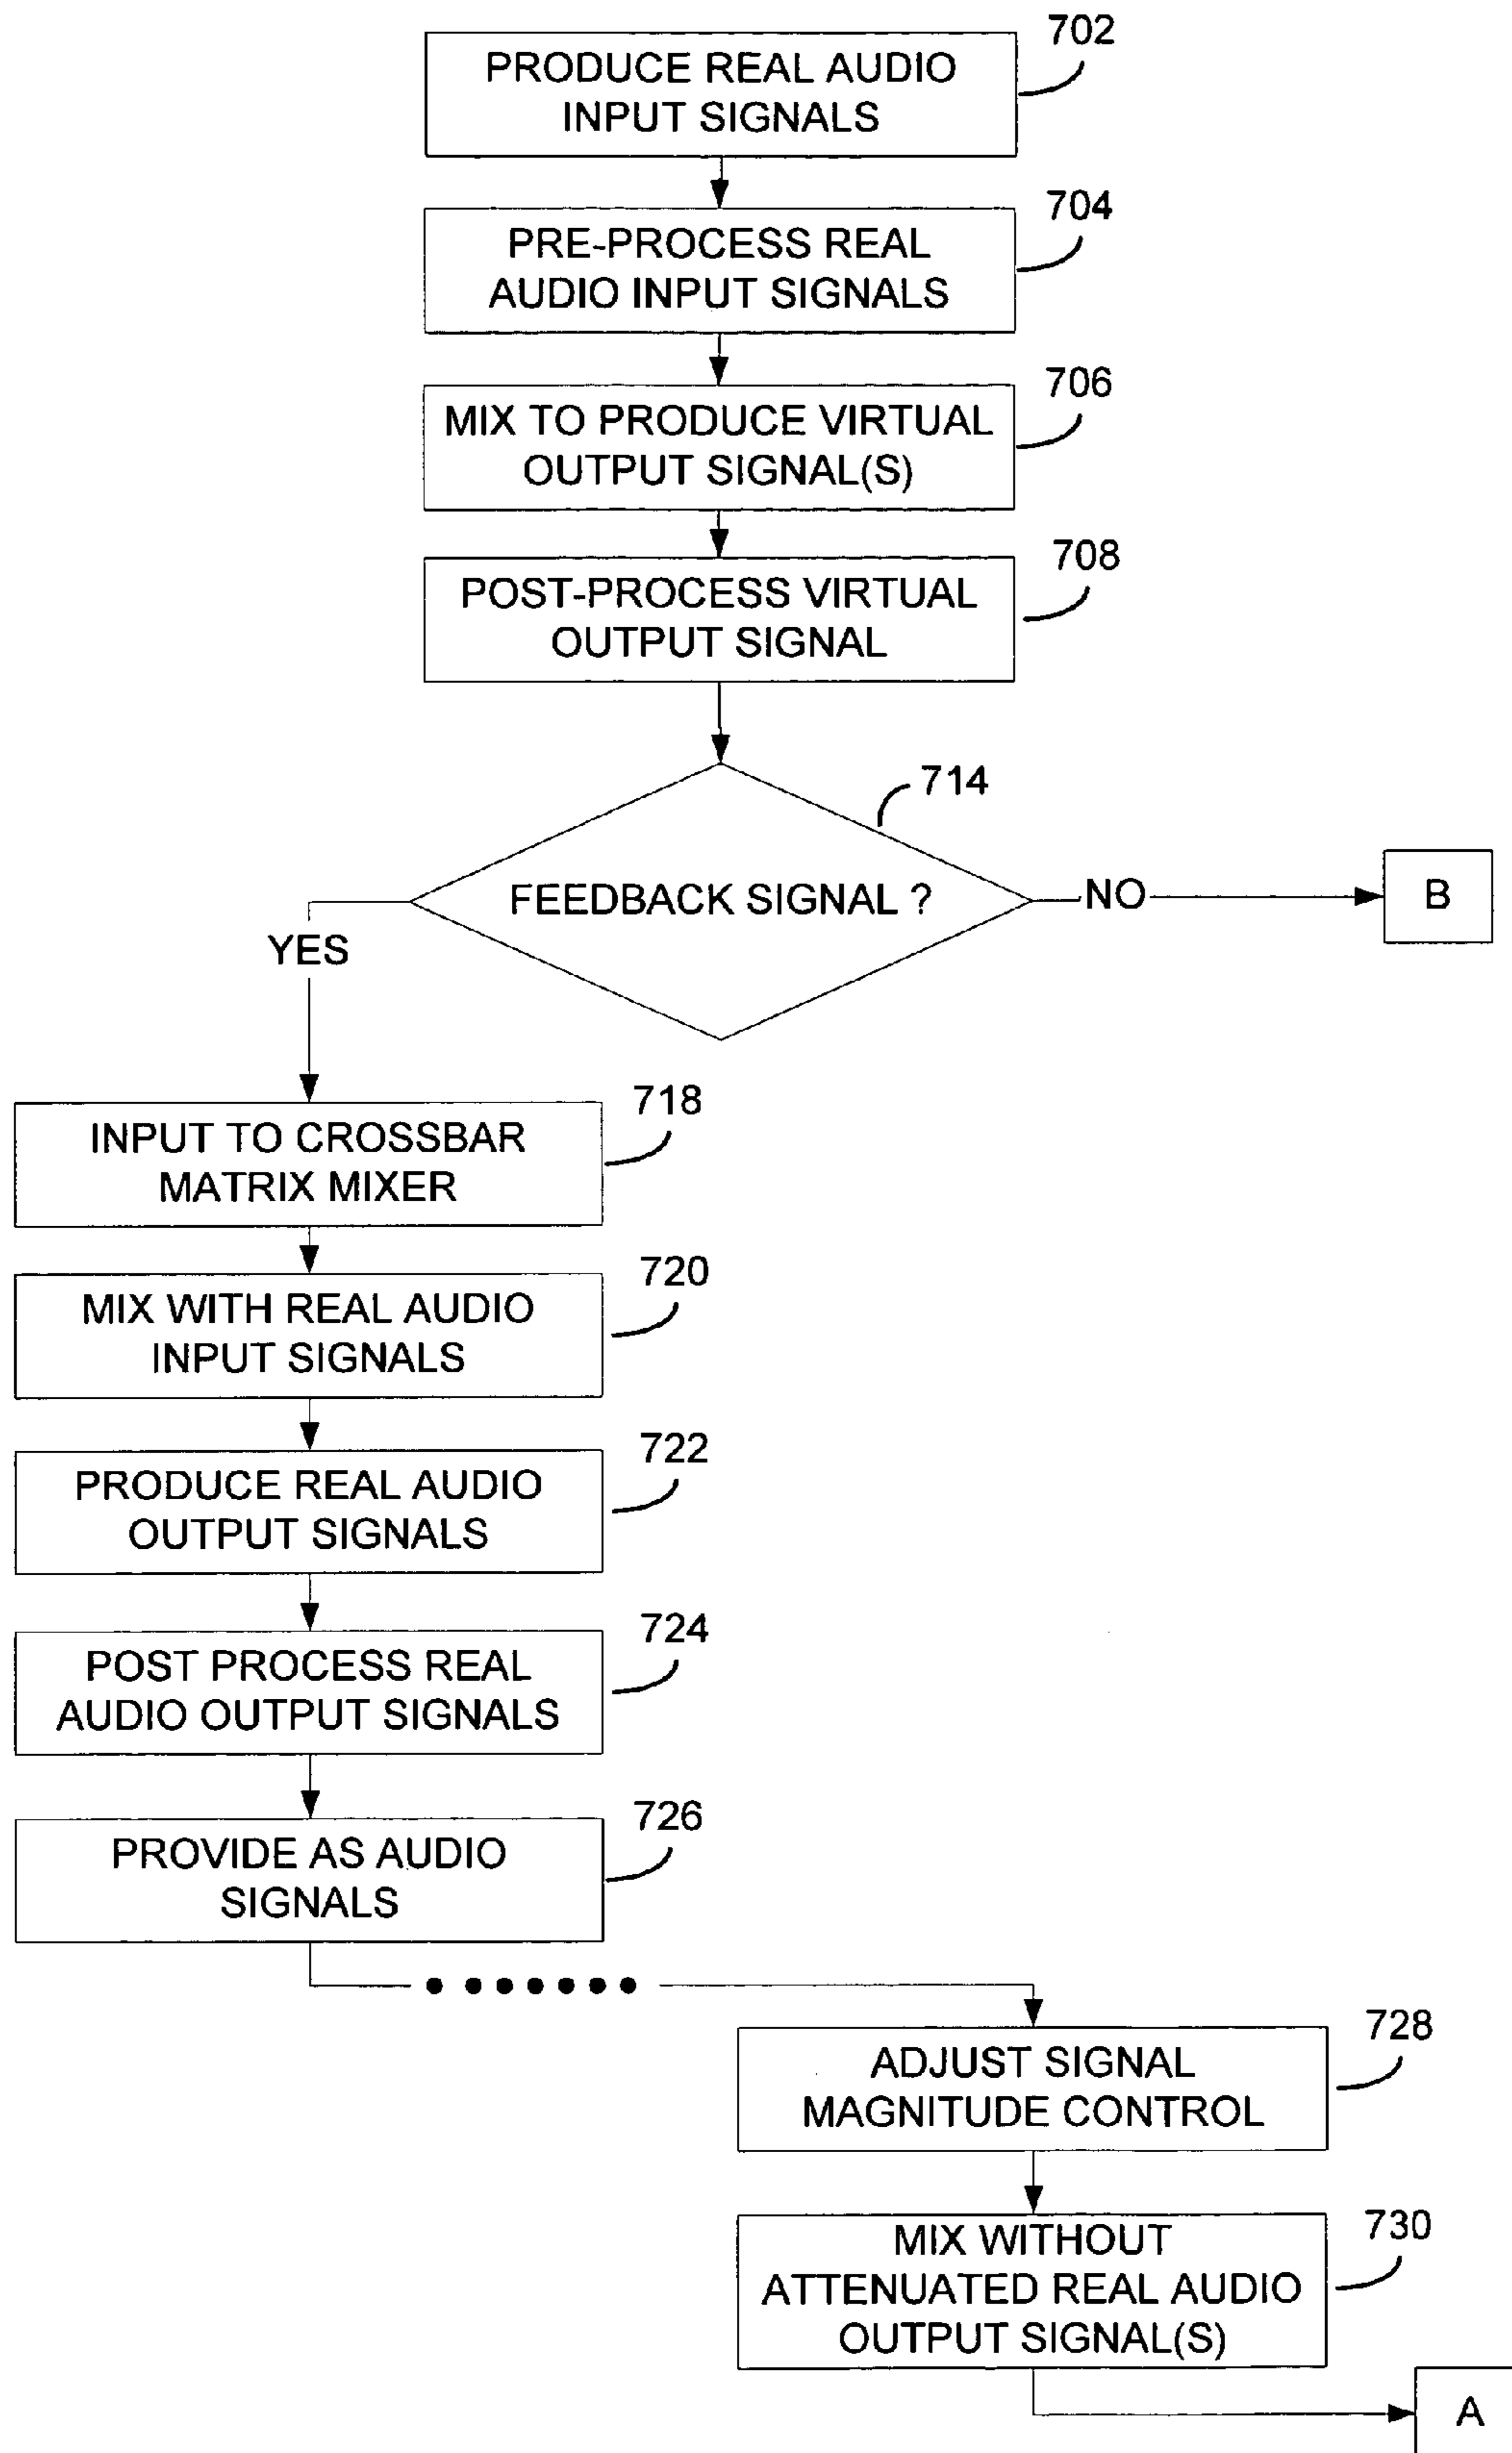 702
PRODUCE REAL AUDIO
INPUT SIGNALS
704
PRE-PROCESS REAL
AUDIO INPUT SIGNALS
706
MIX TO PRODUCE VIRTUAL
OUTPUT SIGNAL(S)
708
POST-PROCESS VIRTUAL
OUTPUT SIGNAL
714
FEEDBACK SIGNAL ?
NO
B
YES
718
INPUT TO CROSSBAR
MATRIX MIXER
720
MIX WITH REAL AUDIO
INPUT SIGNALS
722
PRODUCE REAL AUDIO
OUTPUT SIGNALS
724
POST PROCESS REAL
AUDIO OUTPUT SIGNALS
726
PROVIDE AS AUDIO
SIGNALS
728
ADJUST SIGNAL
MAGNITUDE CONTROL
730
MIX WITHOUT
ATTENUATED REAL AUDIO
OUTPUT SIGNAL(S)
A